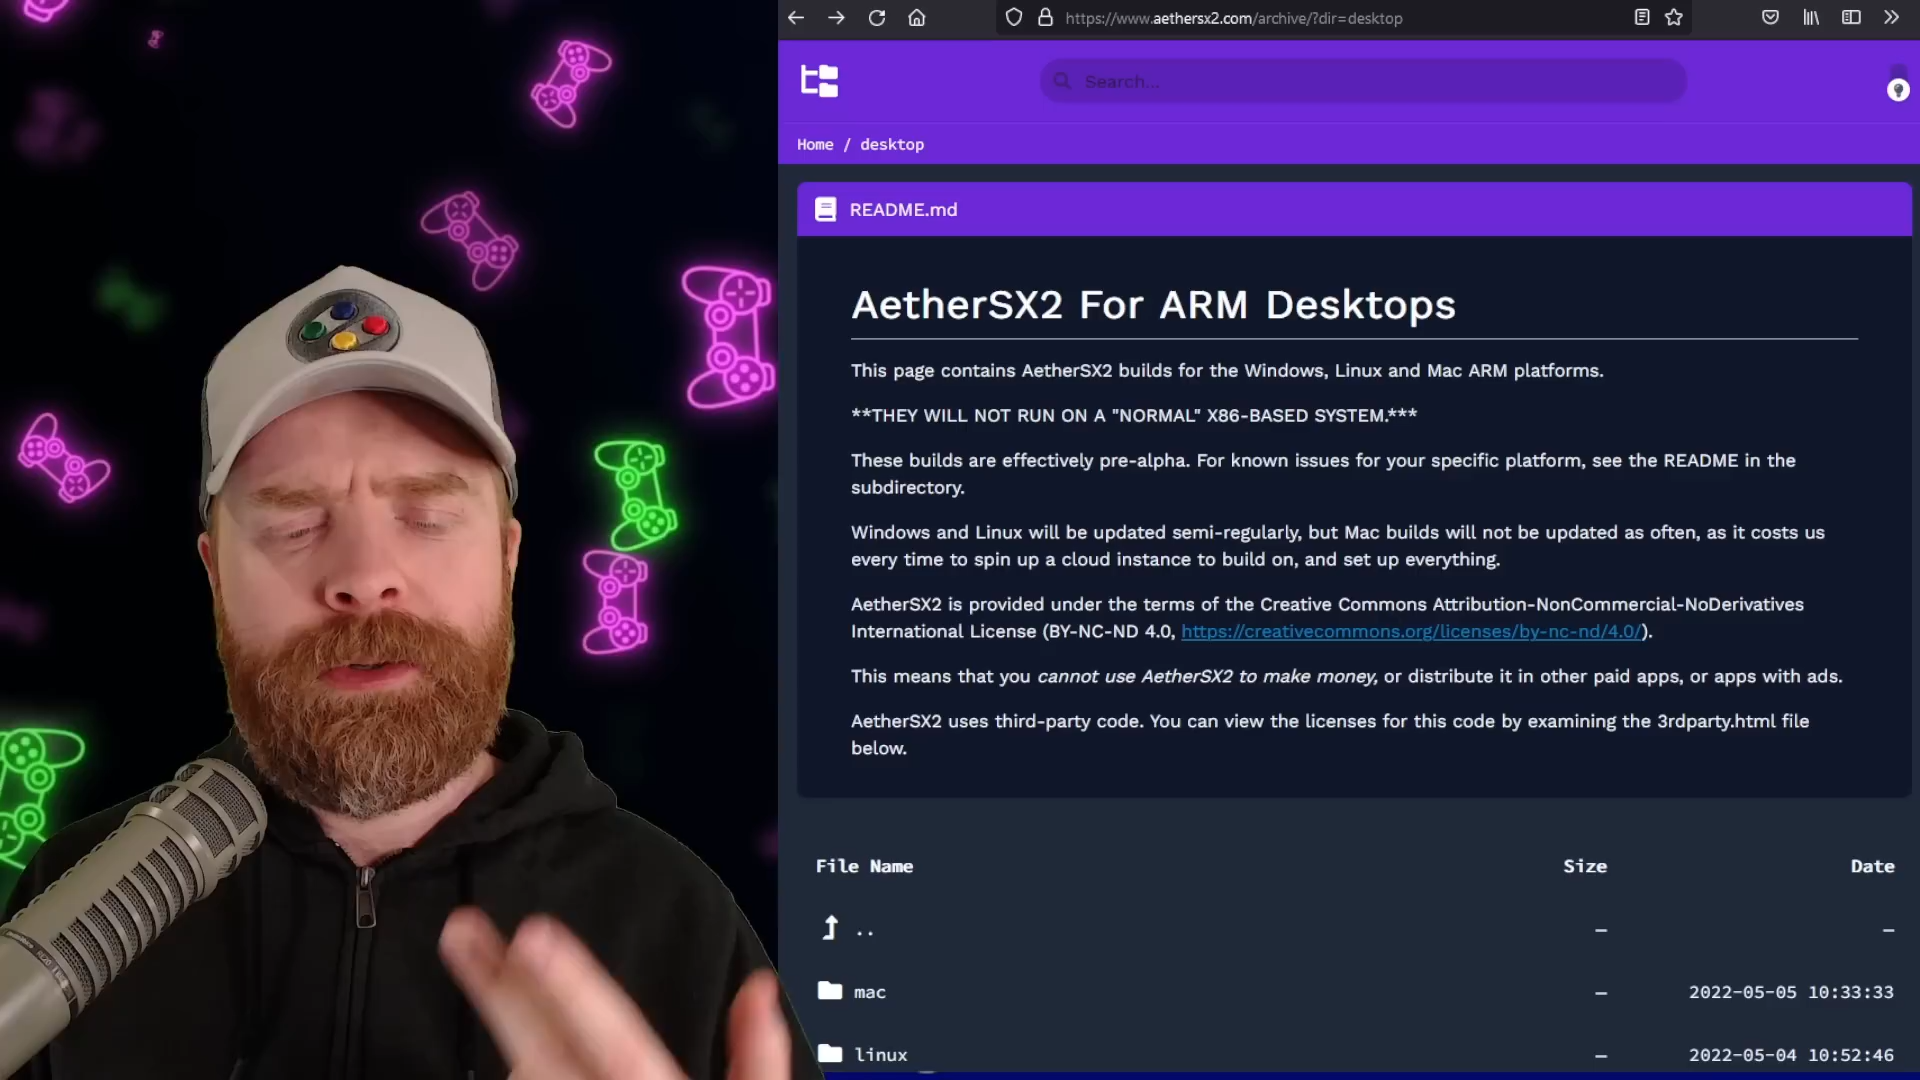 https://www.aethersx2.com/archive/?dir=desktop
Search...
Home / desktop
README.md
AetherSX2 For ARM Desktops
This page contains AetherSX2 builds for the Windows, Linux and Mac ARM platforms.
**THEY WILL NOT RUN ON A "NORMAL" X86-BASED SYSTEM.***
These builds are effectively pre-alpha. For known issues for your specific platform, see the README in the
subdirectory.
Windows and Linux will be updated semi-regularly, but Mac builds will not be updated as often, as it costs us
every time to spin up a cloud instance to build on, and set up everything.
AetherSX2 is provided under the terms of the Creative Commons Attribution-NonCommercial-NoDerivatives
International License (BY-NC-ND 4.0, https://creativecommons.org/licenses/by-nc-nd/4.0/).
This means that you cannot use AetherSX2 to make money, or distribute it in other paid apps, or apps with ads.
AetherSX2 uses third-party code. You can view the licenses for this code by examining the 3rdparty.html file
below.
File Name Size Date
.. — —
mac — 2022-05-05 10:33:33
linux — 2022-05-04 10:52:46